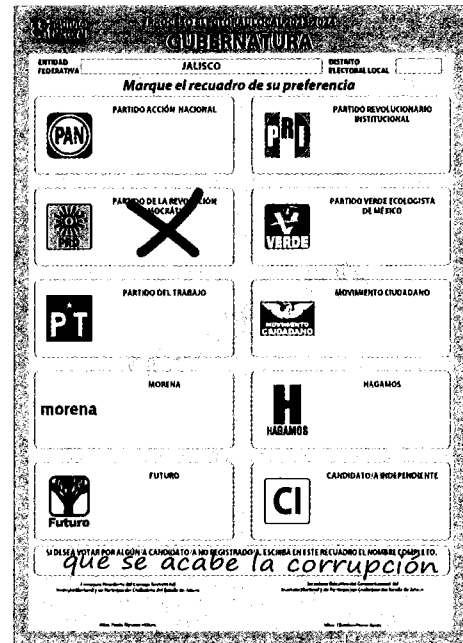 PROCESO ELECTORAL LOCAL 2023-2024
GUBERNATURA
ENTIDAD FEDERATIVA JALISCO DISTRITO ELECTORAL LOCAL
Marque el recuadro de su preferencia
PARTIDO ACCIÓN NACIONAL
PAN
PARTIDO REVOLUCIONARIO INSTITUCIONAL
PRI
PARTIDO DE LA REVOLUCIÓN DEMOCRÁTICA
PRD
PARTIDO VERDE ECOLOGISTA DE MÉXICO
VERDE
PARTIDO DEL TRABAJO
PT
MOVIMIENTO CIUDADANO
MOVIMIENTO
CIUDADANO
MORENA
morena
HAGAMOS
H
HAGAMOS
FUTURO
Futuro
CANDIDATO/A INDEPENDIENTE
CI
SI DESEA VOTAR POR ALGÚN/A CANDIDATO/A NO REGISTRADO/A, ESCRIBA EN ESTE RECUADRO EL NOMBRE COMPLETO.
que se acabe la corrupción